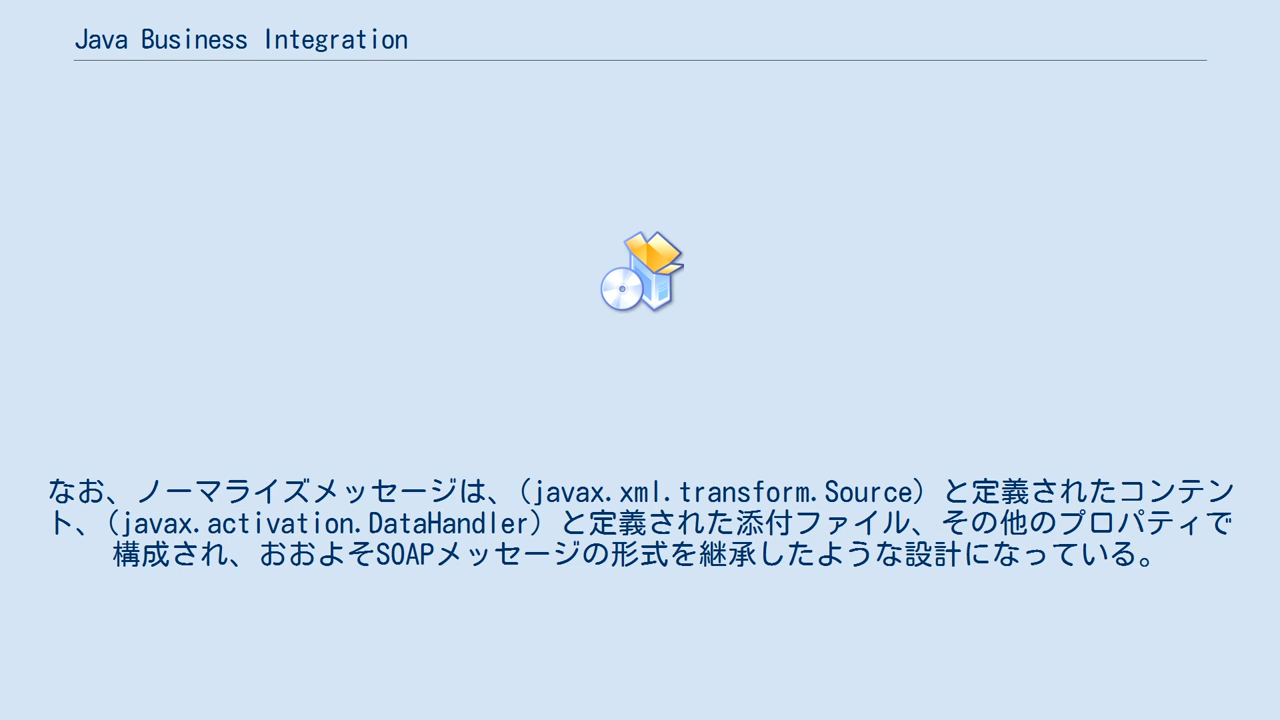 Java Business Integration
なお、ノーマライズメッセージは、（javax.xml.transform.Source）と定義されたコンテン
ト、（javax.activation.DataHandler）と定義された添付ファイル、その他のプロパティで
構成され、おおよそSOAPメッセージの形式を継承したような設計になっている。